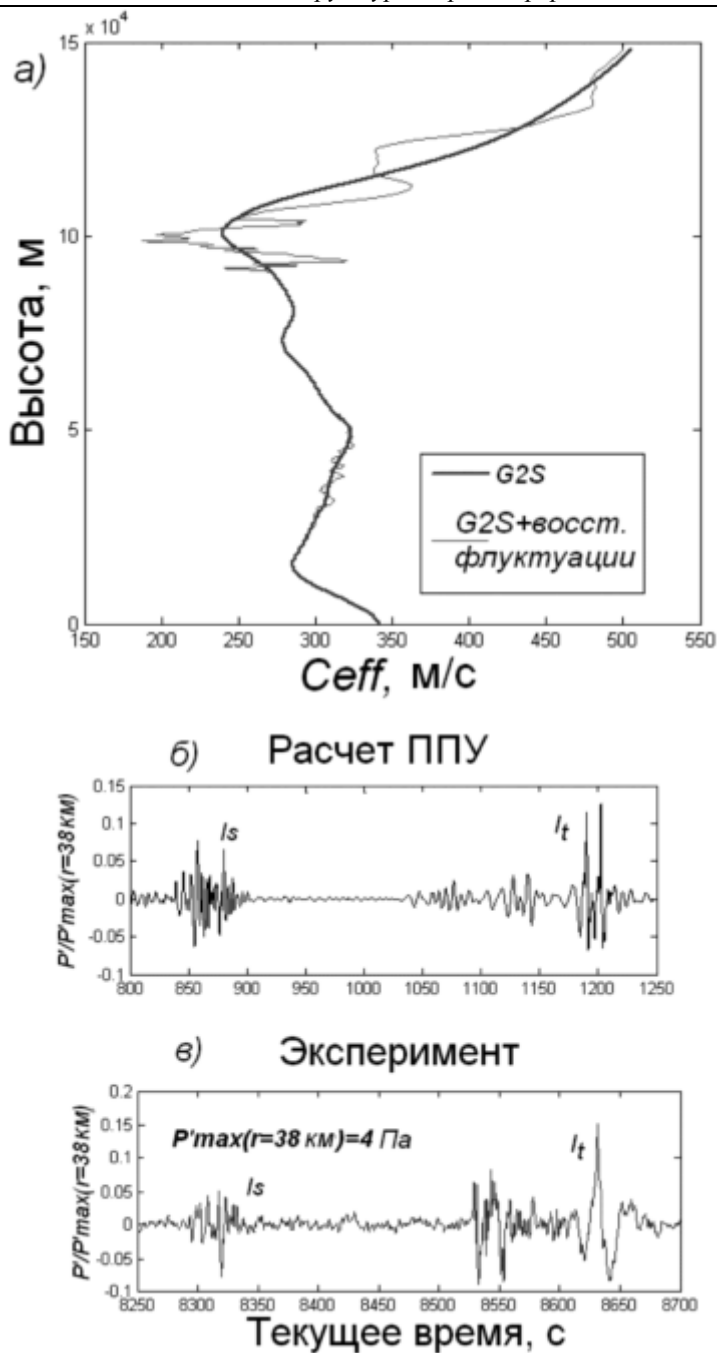 а)
x 10⁴
15
10
5
0
Высота, м
G2S
G2S+восст.
флуктуации
150 200 250 300 350 400 450 500 550
Ceff, м/с
б) Расчет ППУ
P'/P'max(r=38 км)
0.15
0.1
0.05
0
-0.05
-0.1
Is
It
800 850 900 950 1000 1050 1100 1150 1200 1250
в) Эксперимент
P'/P'max(r=38 км)
0.2
0.15
0.1
0.05
0
-0.05
-0.1
P'max(r=38 км)=4 Па
Is
It
8250 8300 8350 8400 8450 8500 8550 8600 8650 8700
Текущее время, с